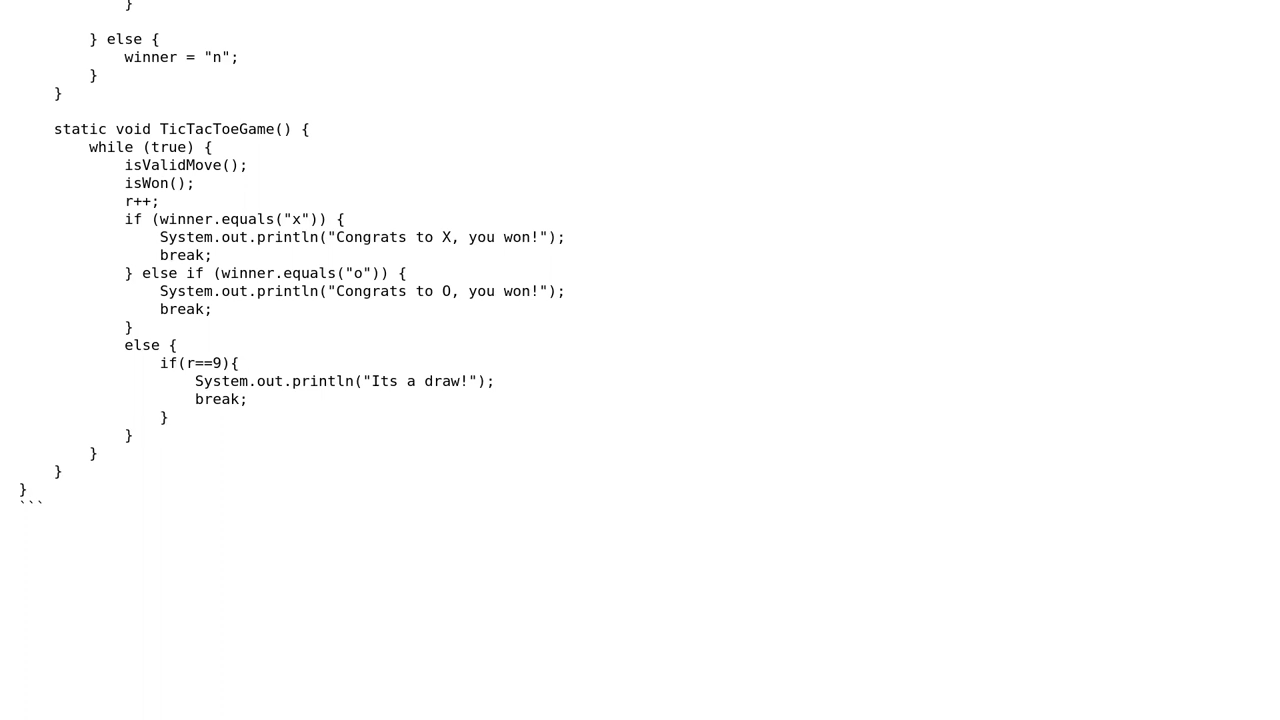 }

        } else {
            winner = "n";
        }
    }

    static void TicTacToeGame() {
        while (true) {
            isValidMove();
            isWon();
            r++;
            if (winner.equals("x")) {
                System.out.println("Congrats to X, you won!");
                break;
            } else if (winner.equals("o")) {
                System.out.println("Congrats to O, you won!");
                break;
            }
            else {
                if(r==9){
                    System.out.println("Its a draw!");
                    break;
                }
            }
        }
    }
}
```